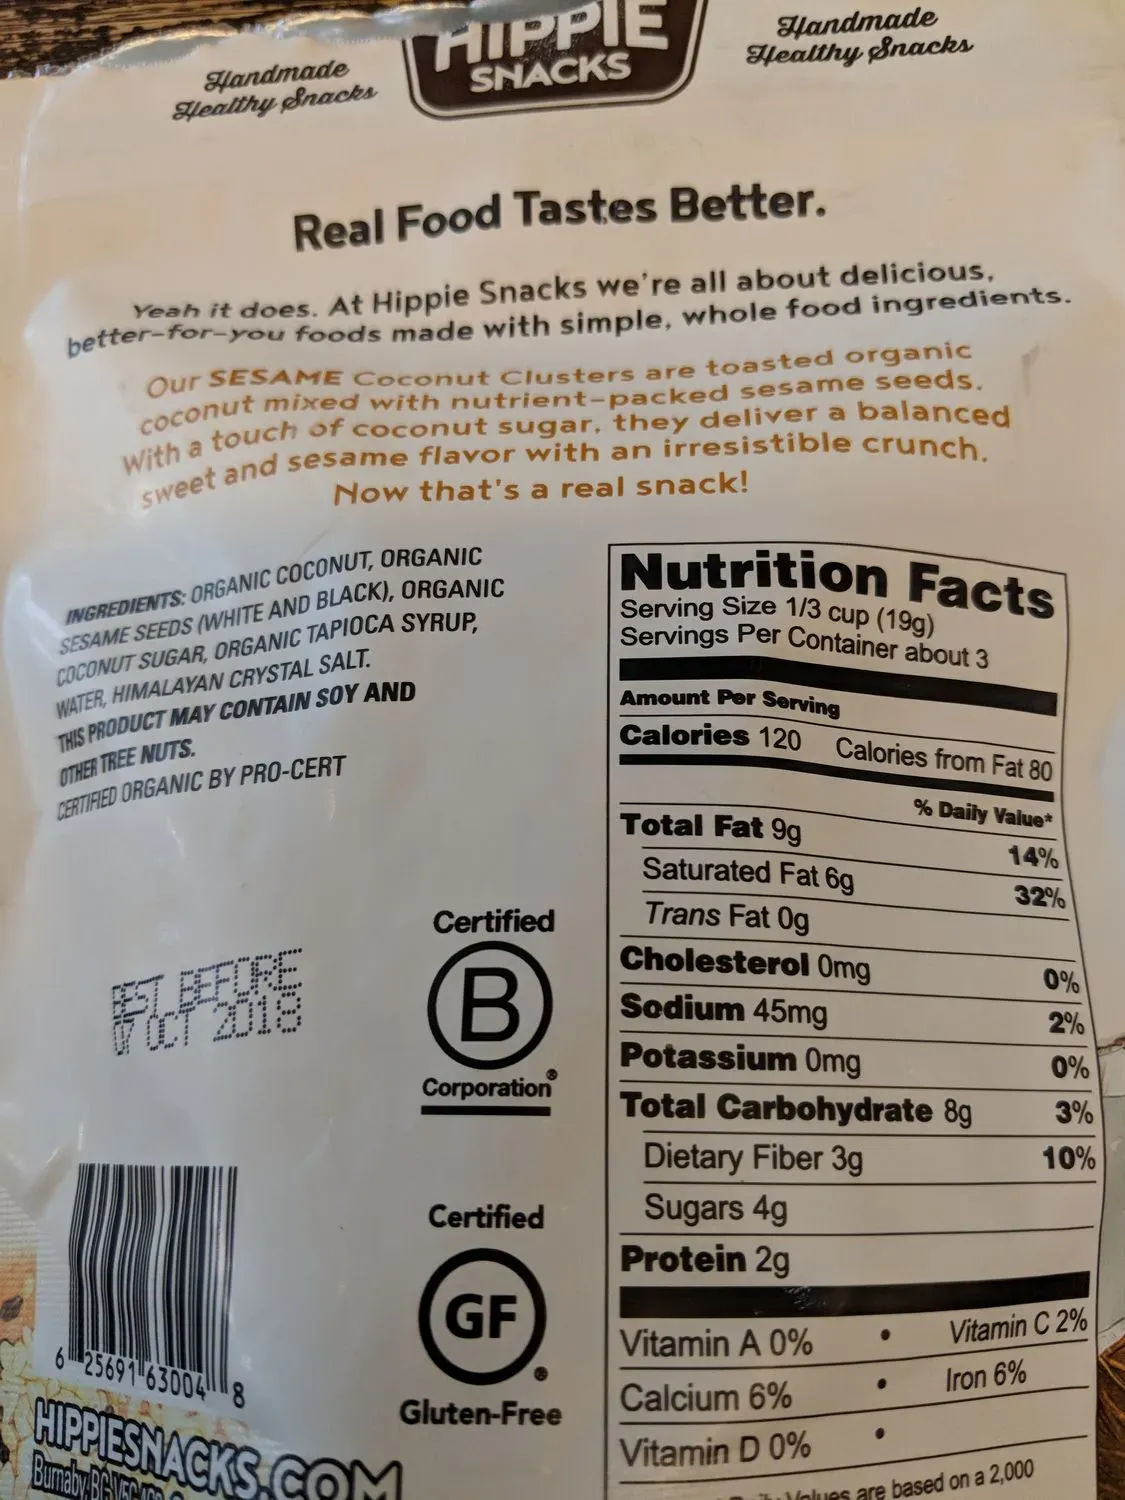 HIPPIE
SNACKS
Handmade
Healthy Snacks
Handmade
Healthy Snacks
Real Food Tastes Better.
Yeah it does. At Hippie Snacks we're all about delicious,
better-for-you foods made with simple, whole food ingredients.
Our SESAME Coconut Clusters are toasted organic
coconut mixed with nutrient-packed sesame seeds.
With a touch of coconut sugar, they deliver a balanced
sweet and sesame flavor with an irresistible crunch.
Now that's a real snack!
INGREDIENTS: ORGANIC COCONUT, ORGANIC
SESAME SEEDS (WHITE AND BLACK), ORGANIC
COCONUT SUGAR, ORGANIC TAPIOCA SYRUP,
WATER, HIMALAYAN CRYSTAL SALT.
THIS PRODUCT MAY CONTAIN SOY AND
OTHER TREE NUTS.
CERTIFIED ORGANIC BY PRO-CERT
BEST BEFORE
07 OCT 2018
Certified
B
Corporation®
Certified
GF
®
Gluten-Free
6 25691 63004 8
HIPPIESNACKS.COM
Burnaby, BC
Nutrition Facts
Serving Size 1/3 cup (19g)
Servings Per Container about 3
Amount Per Serving
Calories 120 Calories from Fat 80
% Daily Value*
Total Fat 9g 14%
Saturated Fat 6g 32%
Trans Fat 0g
Cholesterol 0mg 0%
Sodium 45mg 2%
Potassium 0mg 0%
Total Carbohydrate 8g 3%
Dietary Fiber 3g 10%
Sugars 4g
Protein 2g
Vitamin A 0% • Vitamin C 2%
Calcium 6% • Iron 6%
Vitamin D 0% •
Values are based on a 2,000